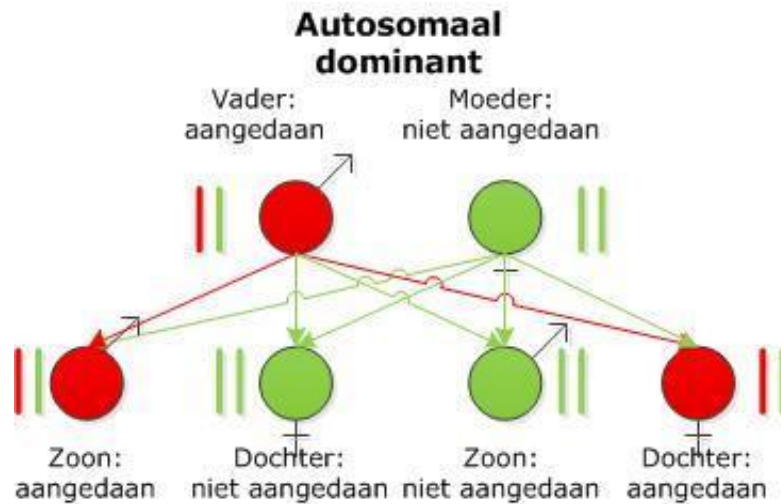 Autosomaal
dominant
Vader:
aangedaan
Moeder:
niet aangedaan
Zoon:
aangedaan
Dochter:
niet aangedaan
Zoon:
niet aangedaan
Dochter:
aangedaan